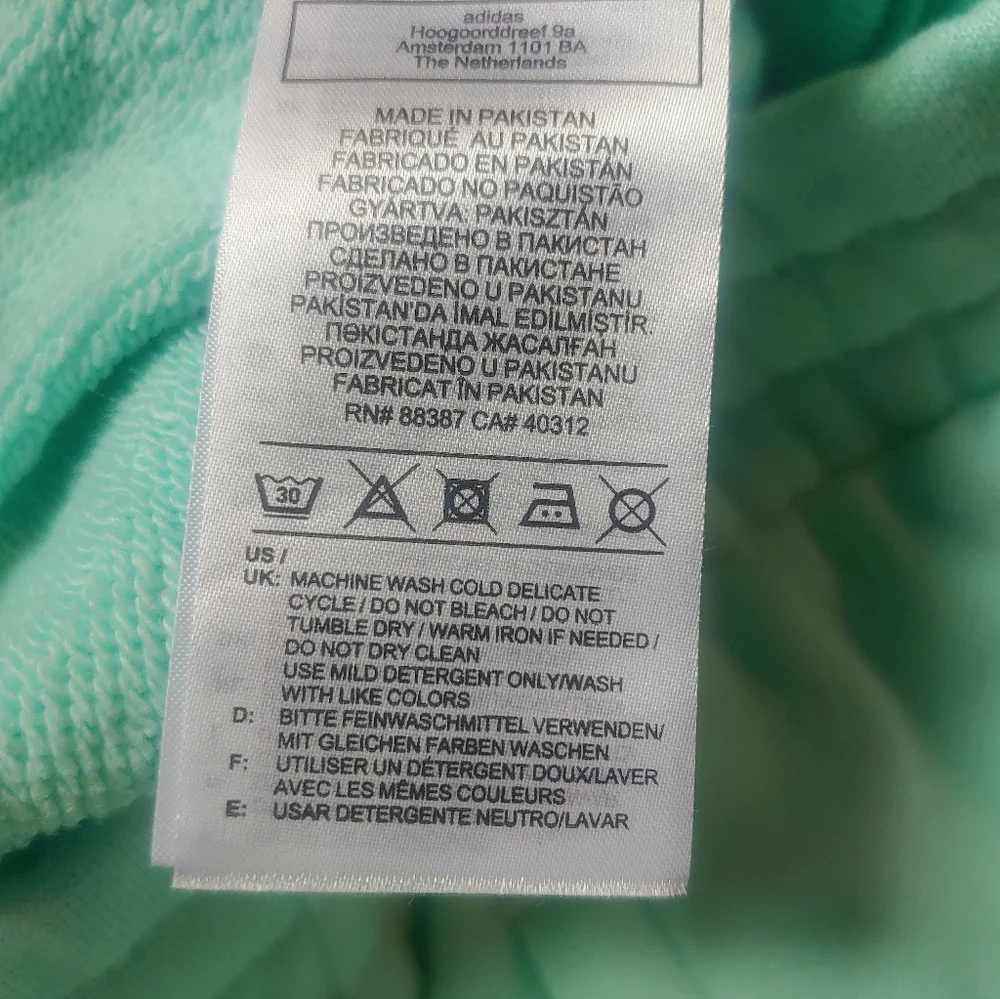 adidas
Hoogoorddreef 9a
Amsterdam 1101 BA
The Netherlands
MADE IN PAKISTAN
FABRIQUÉ AU PAKISTAN
FABRICADO EN PAKISTÁN
FABRICADO NO PAQUISTÃO
GYÁRTVA: PAKISZTÁN
ПРОИЗВЕДЕНО В ПАКИСТАН
СДЕЛАНО В ПАКИСТАНЕ
PROIZVEDENO U PAKISTANU
PAKİSTAN'DA İMAL EDİLMİŞTİR.
ПӘКІСТАНДА ЖАСАЛҒАН
PROIZVEDENO U PAKISTANU
FABRICAT ÎN PAKISTAN
RN# 88387 CA# 40312
30
US /
UK: MACHINE WASH COLD DELICATE
CYCLE / DO NOT BLEACH / DO NOT
TUMBLE DRY / WARM IRON IF NEEDED /
DO NOT DRY CLEAN
USE MILD DETERGENT ONLY/WASH
WITH LIKE COLORS
D: BITTE FEINWASCHMITTEL VERWENDEN/
MIT GLEICHEN FARBEN WASCHEN
F: UTILISER UN DÉTERGENT DOUX/LAVER
AVEC LES MÊMES COULEURS
E: USAR DETERGENTE NEUTRO/LAVAR